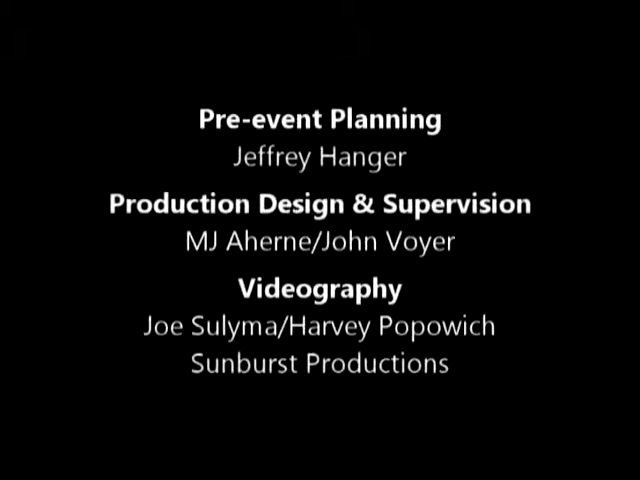 Pre-event Planning
Jeffrey Hanger
Production Design & Supervision
MJ Aherne/John Voyer
Videography
Joe Sulyma/Harvey Popowich
Sunburst Productions